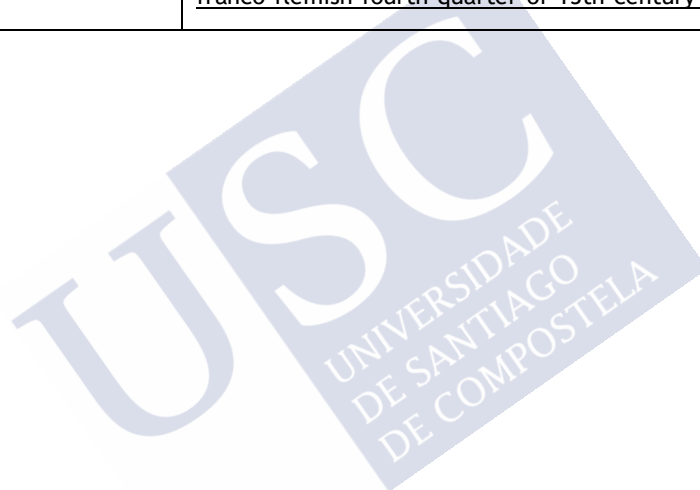 franco-flemish-fourth-quarter-of-15th-century
USC
UNIVERSIDADE
DE SANTIAGO
DE COMPOSTELA